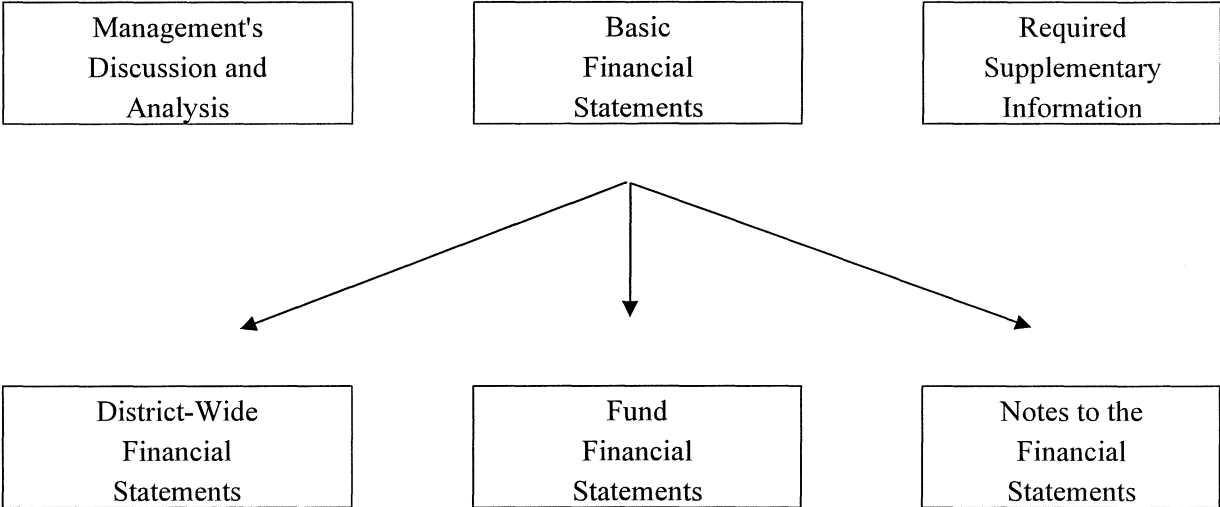 Management's
Discussion and
Analysis
Basic
Financial
Statements
Required
Supplementary
Information
District-Wide
Financial
Statements
Fund
Financial
Statements
Notes to the
Financial
Statements